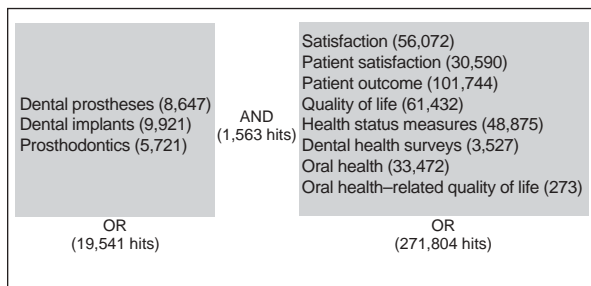 Dental prostheses (8,647)
Dental implants (9,921)
Prosthodontics (5,721)
OR
(19,541 hits)
AND
(1,563 hits)
Satisfaction (56,072)
Patient satisfaction (30,590)
Patient outcome (101,744)
Quality of life (61,432)
Health status measures (48,875)
Dental health surveys (3,527)
Oral health (33,472)
Oral health–related quality of life (273)
OR
(271,804 hits)